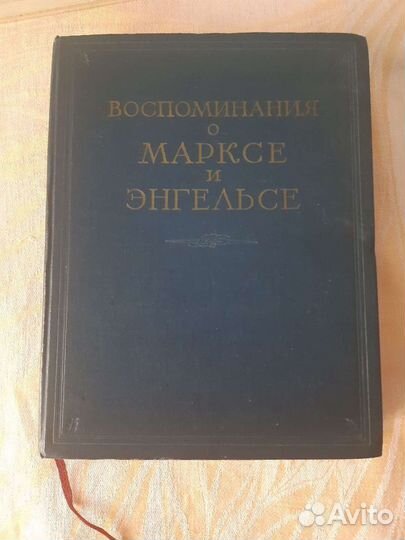 ВОСПОМИНАНИЯ
О
МАРКСЕ
И
ЭНГЕЛЬСЕ
Avito